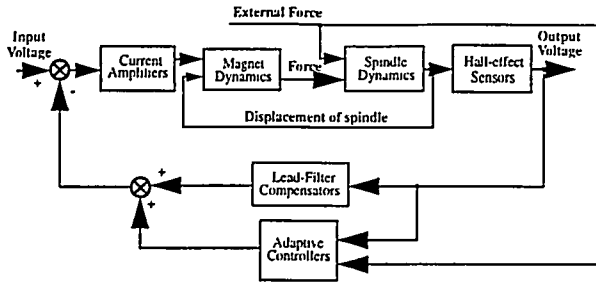 External Force
Input
Voltage
Output
Voltage
+
-
Current
Amplifiers
Magnet
Dynamics
Force
Spindle
Dynamics
Hall-effect
Sensors
Displacement of spindle
+
+
Lead-Filter
Compensators
Adaptive
Controllers